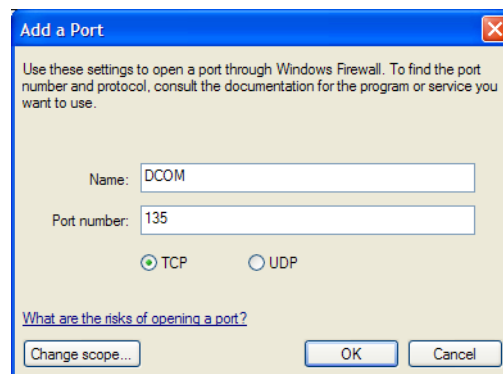 Add a Port
Use these settings to open a port through Windows Firewall. To find the port
number and protocol, consult the documentation for the program or service you
want to use.
Name: DCOM
Port number: 135
TCP UDP
What are the risks of opening a port?
Change scope... OK Cancel